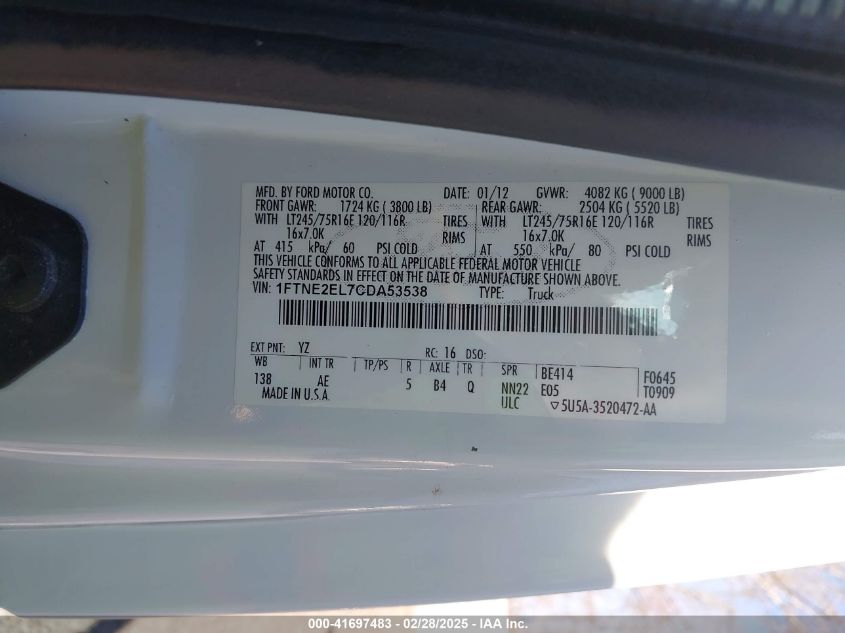 MFD. BY FORD MOTOR CO. DATE: 01/12 GVWR: 4082 KG ( 9000 LB)
FRONT GAWR: 1724 KG ( 3800 LB) REAR GAWR: 2504 KG ( 5520 LB)
WITH LT245/75R16E 120/116R TIRES WITH LT245/75R16E 120/116R TIRES
16x7.0K RIMS 16x7.0K RIMS
AT 415 kPa/ 60 PSI COLD AT 550 kPa/ 80 PSI COLD
THIS VEHICLE CONFORMS TO ALL APPLICABLE FEDERAL MOTOR VEHICLE
SAFETY STANDARDS IN EFFECT ON THE DATE OF MANUFACTURE SHOWN ABOVE.
VIN: 1FTNE2EL7CDA53538 TYPE: Truck
EXT PNT: YZ RC: 16 DSO:
WB INT TR TP/PS R AXLE TR SPR BE414 F0645
138 AE 5 B4 Q NN22 E05 T0909
MADE IN U.S.A. IJLC ▽5U5A-3520472-AA
000-41697483 - 02/28/2025 - IAA Inc.